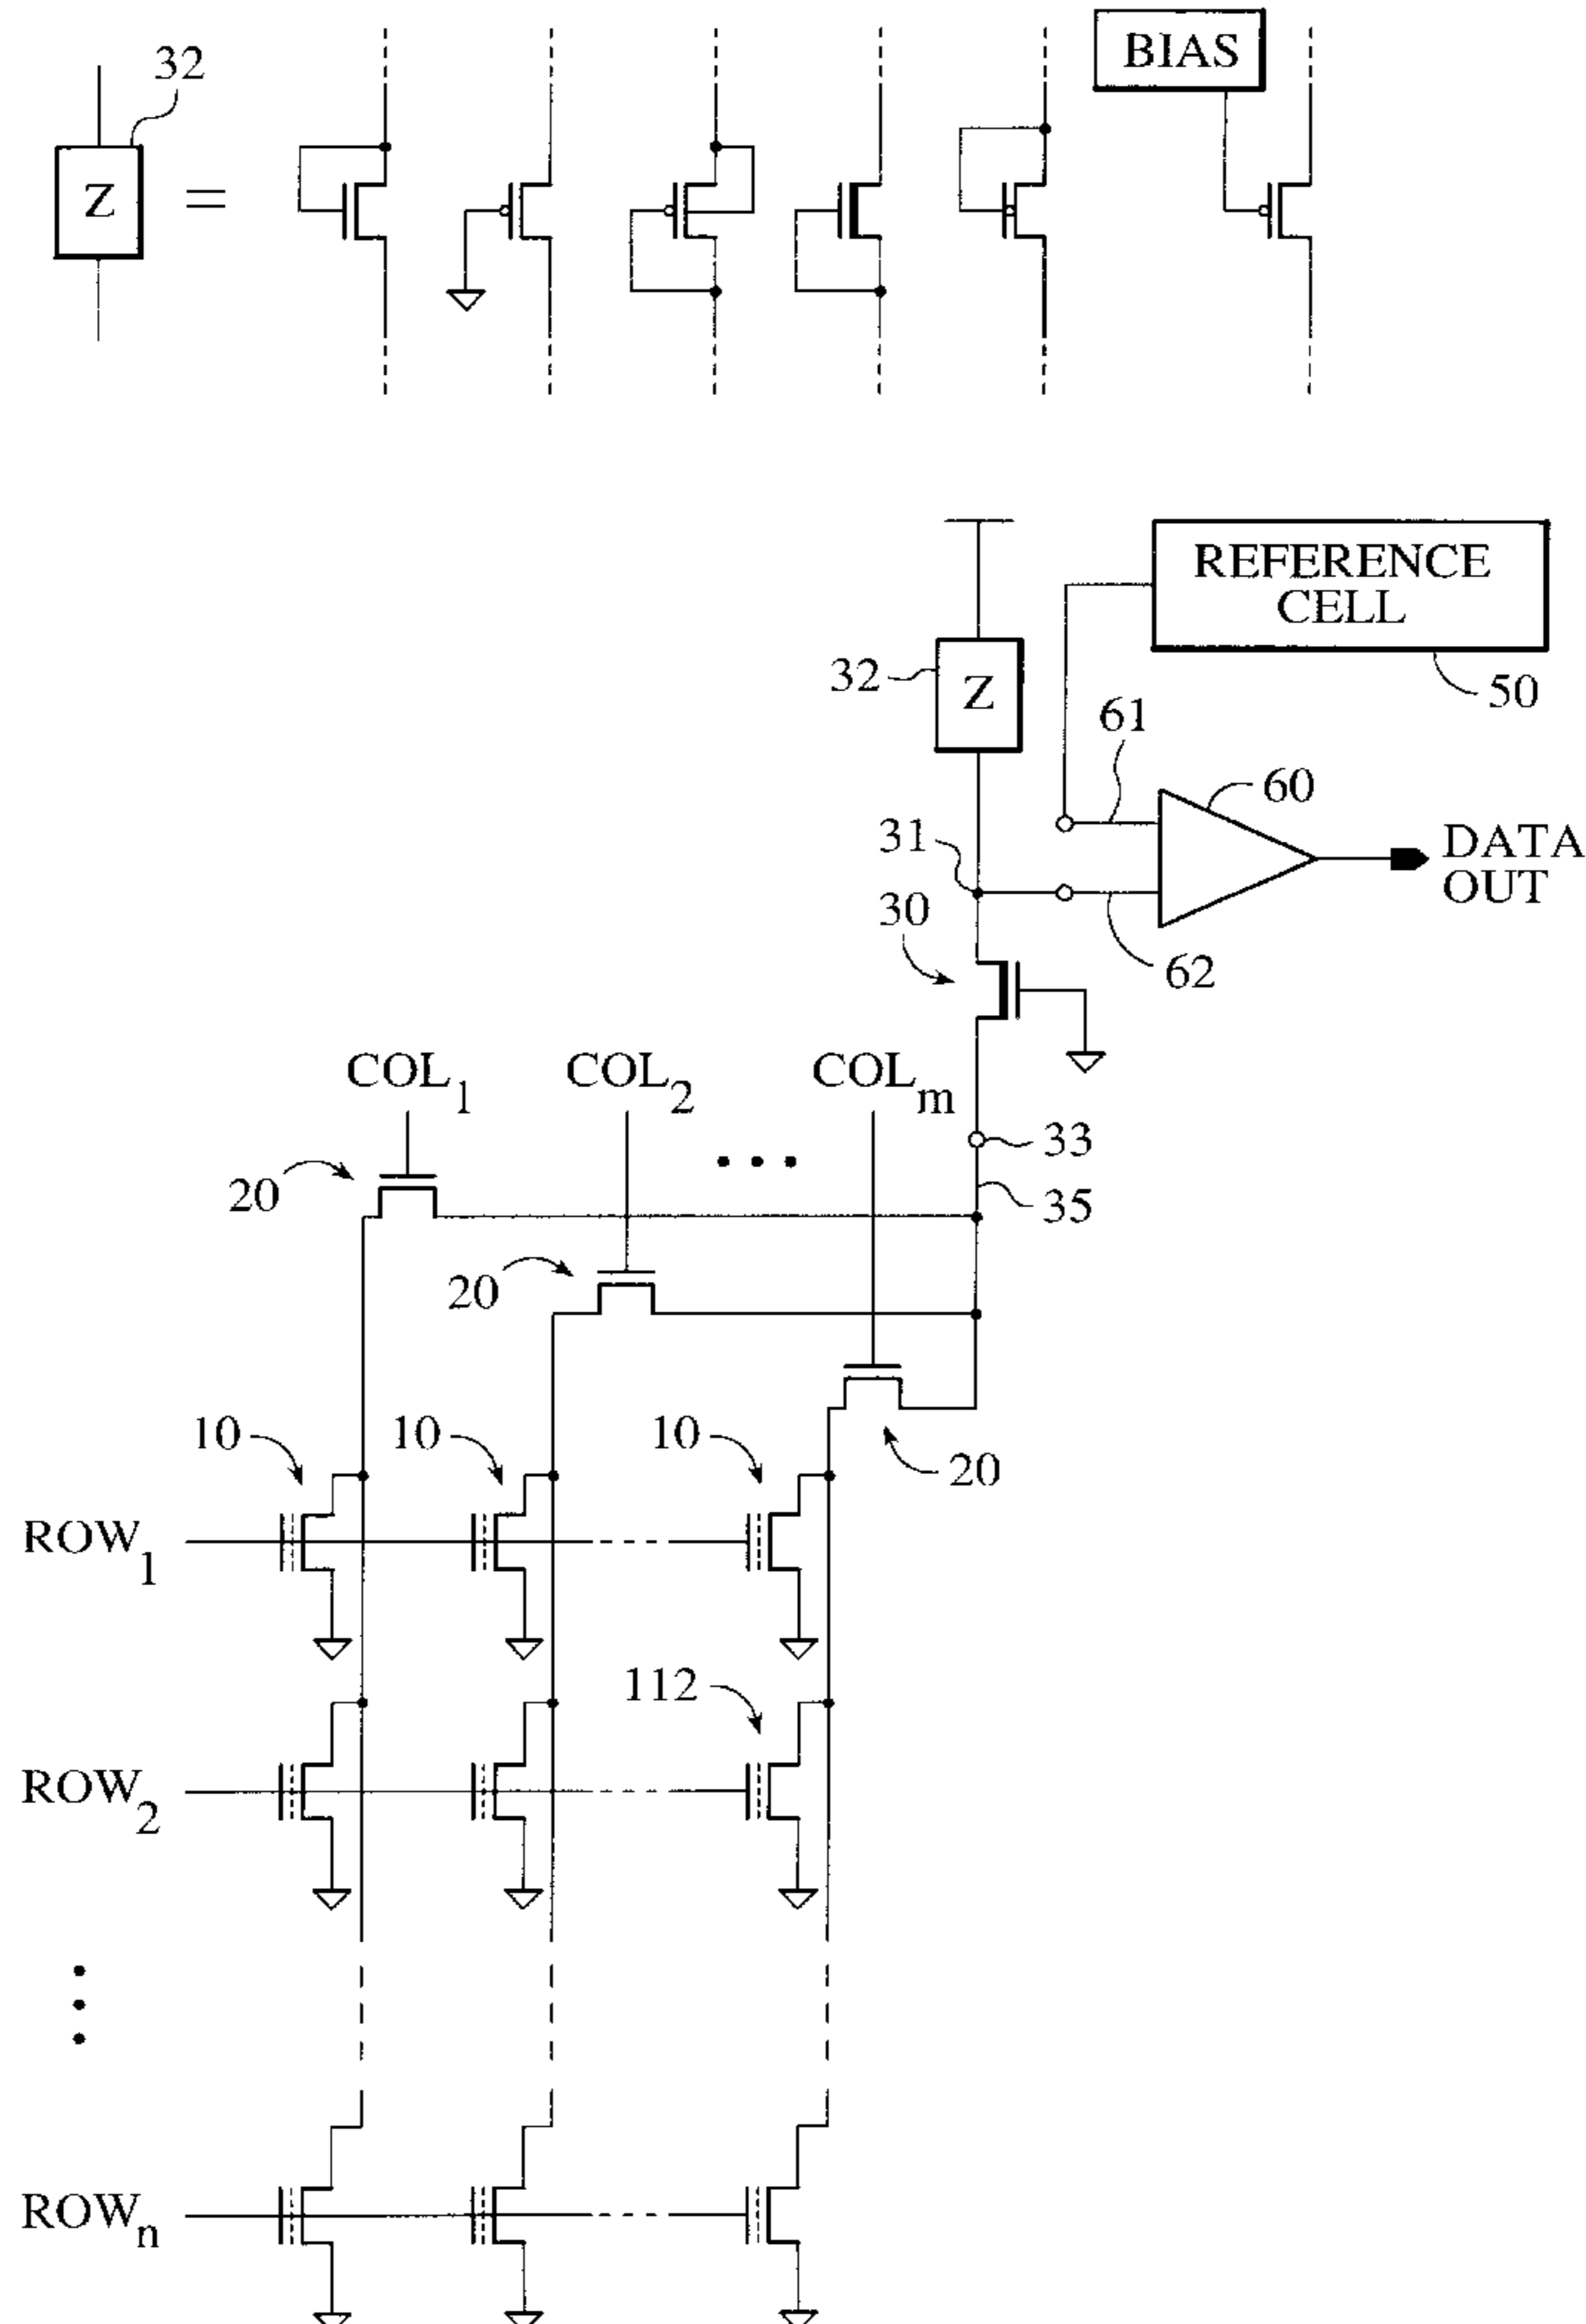 32
BIAS
Z =
REFERENCE
CELL
32
Z
50
61
60
31
DATA
OUT
30
62
COL1
COL2
COLm
• • •
33
20
35
20
10
10
10
20
ROW1
112
ROW2
ROWn